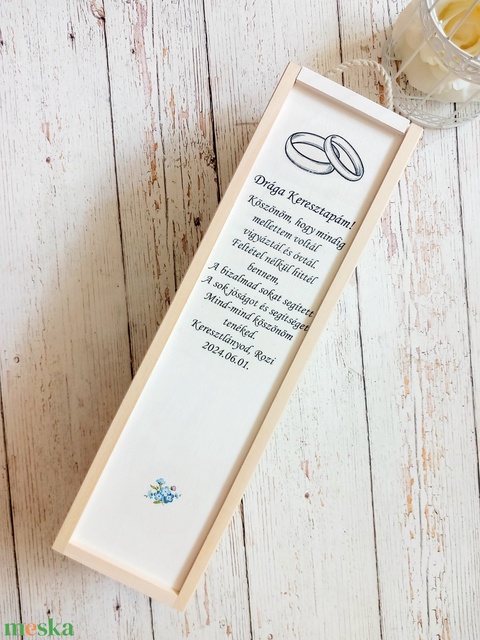 Drága Keresztapám!
Köszönöm, hogy mindig
mellettem voltál
vigyáztál és óvtál.
Feltétel nélkül hittél
bennem,
A bizalmad sokat segített
A sok jóságot és segítséget
Mind-mind köszönöm
tenéked.
Keresztlányod, Rozi
2024.06.01.
meska